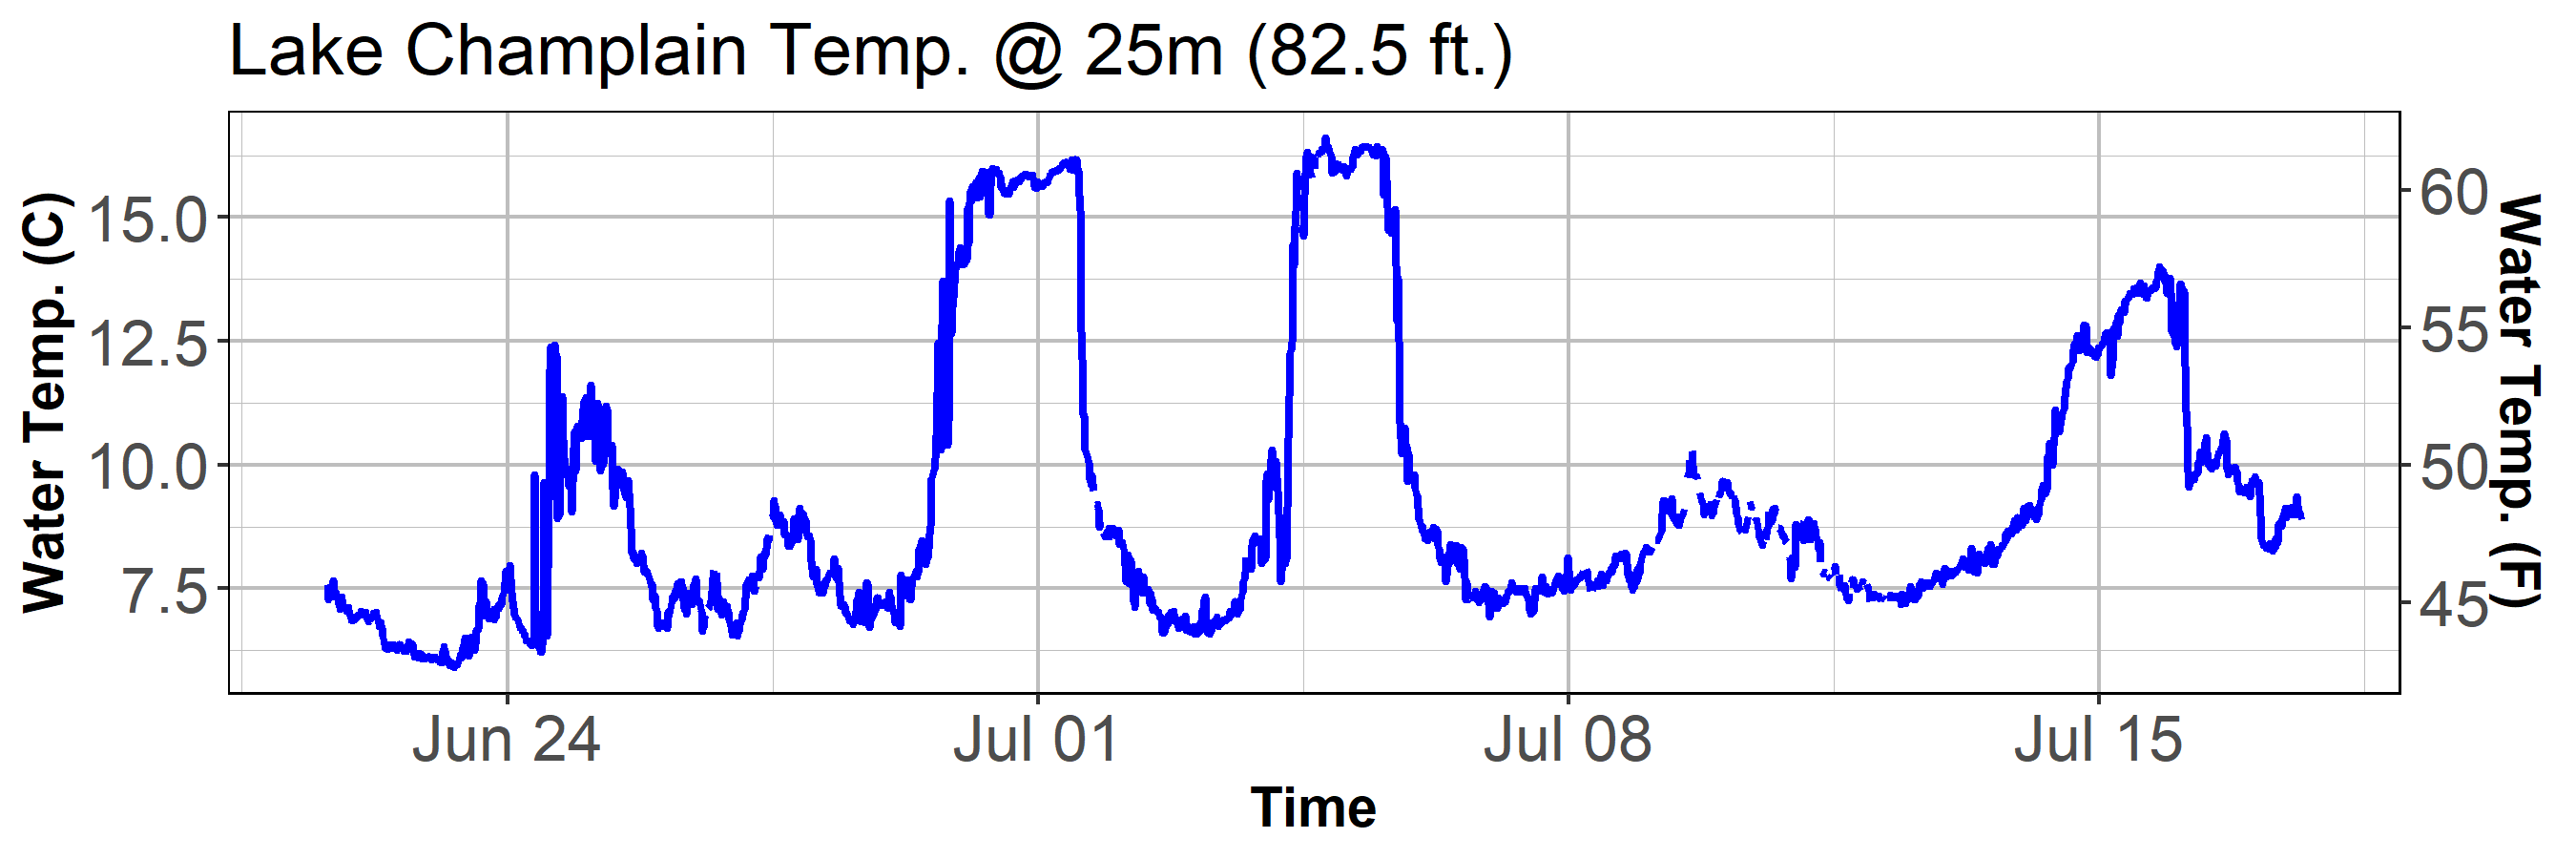 Lake Champlain Temp. @ 25m (82.5 ft.)
Water Temp. (C)
15.0
12.5
10.0
7.5
60
55
50
45
Water Temp. (F)
Jun 24 Jul 01 Jul 08 Jul 15
Time